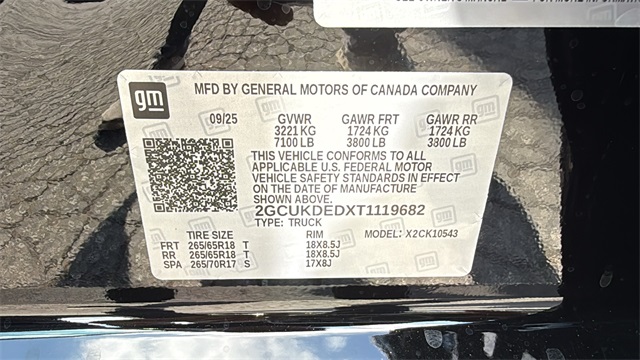 MFD BY GENERAL MOTORS OF CANADA COMPANY
gm
09/25 GVWR GAWR FRT GAWR RR
3221 KG 1724 KG 1724 KG
7100 LB 3800 LB 3800 LB
THIS VEHICLE CONFORMS TO ALL
APPLICABLE U.S. FEDERAL MOTOR
VEHICLE SAFETY STANDARDS IN EFFECT
ON THE DATE OF MANUFACTURE
SHOWN ABOVE.
2GCUKDEDXT1119682
TYPE: TRUCK MODEL: X2CK10543
TIRE SIZE RIM
FRT 265/65R18 T 18X8.5J
RR 265/65R18 T 18X8.5J
SPA 265/70R17 S 17X8J